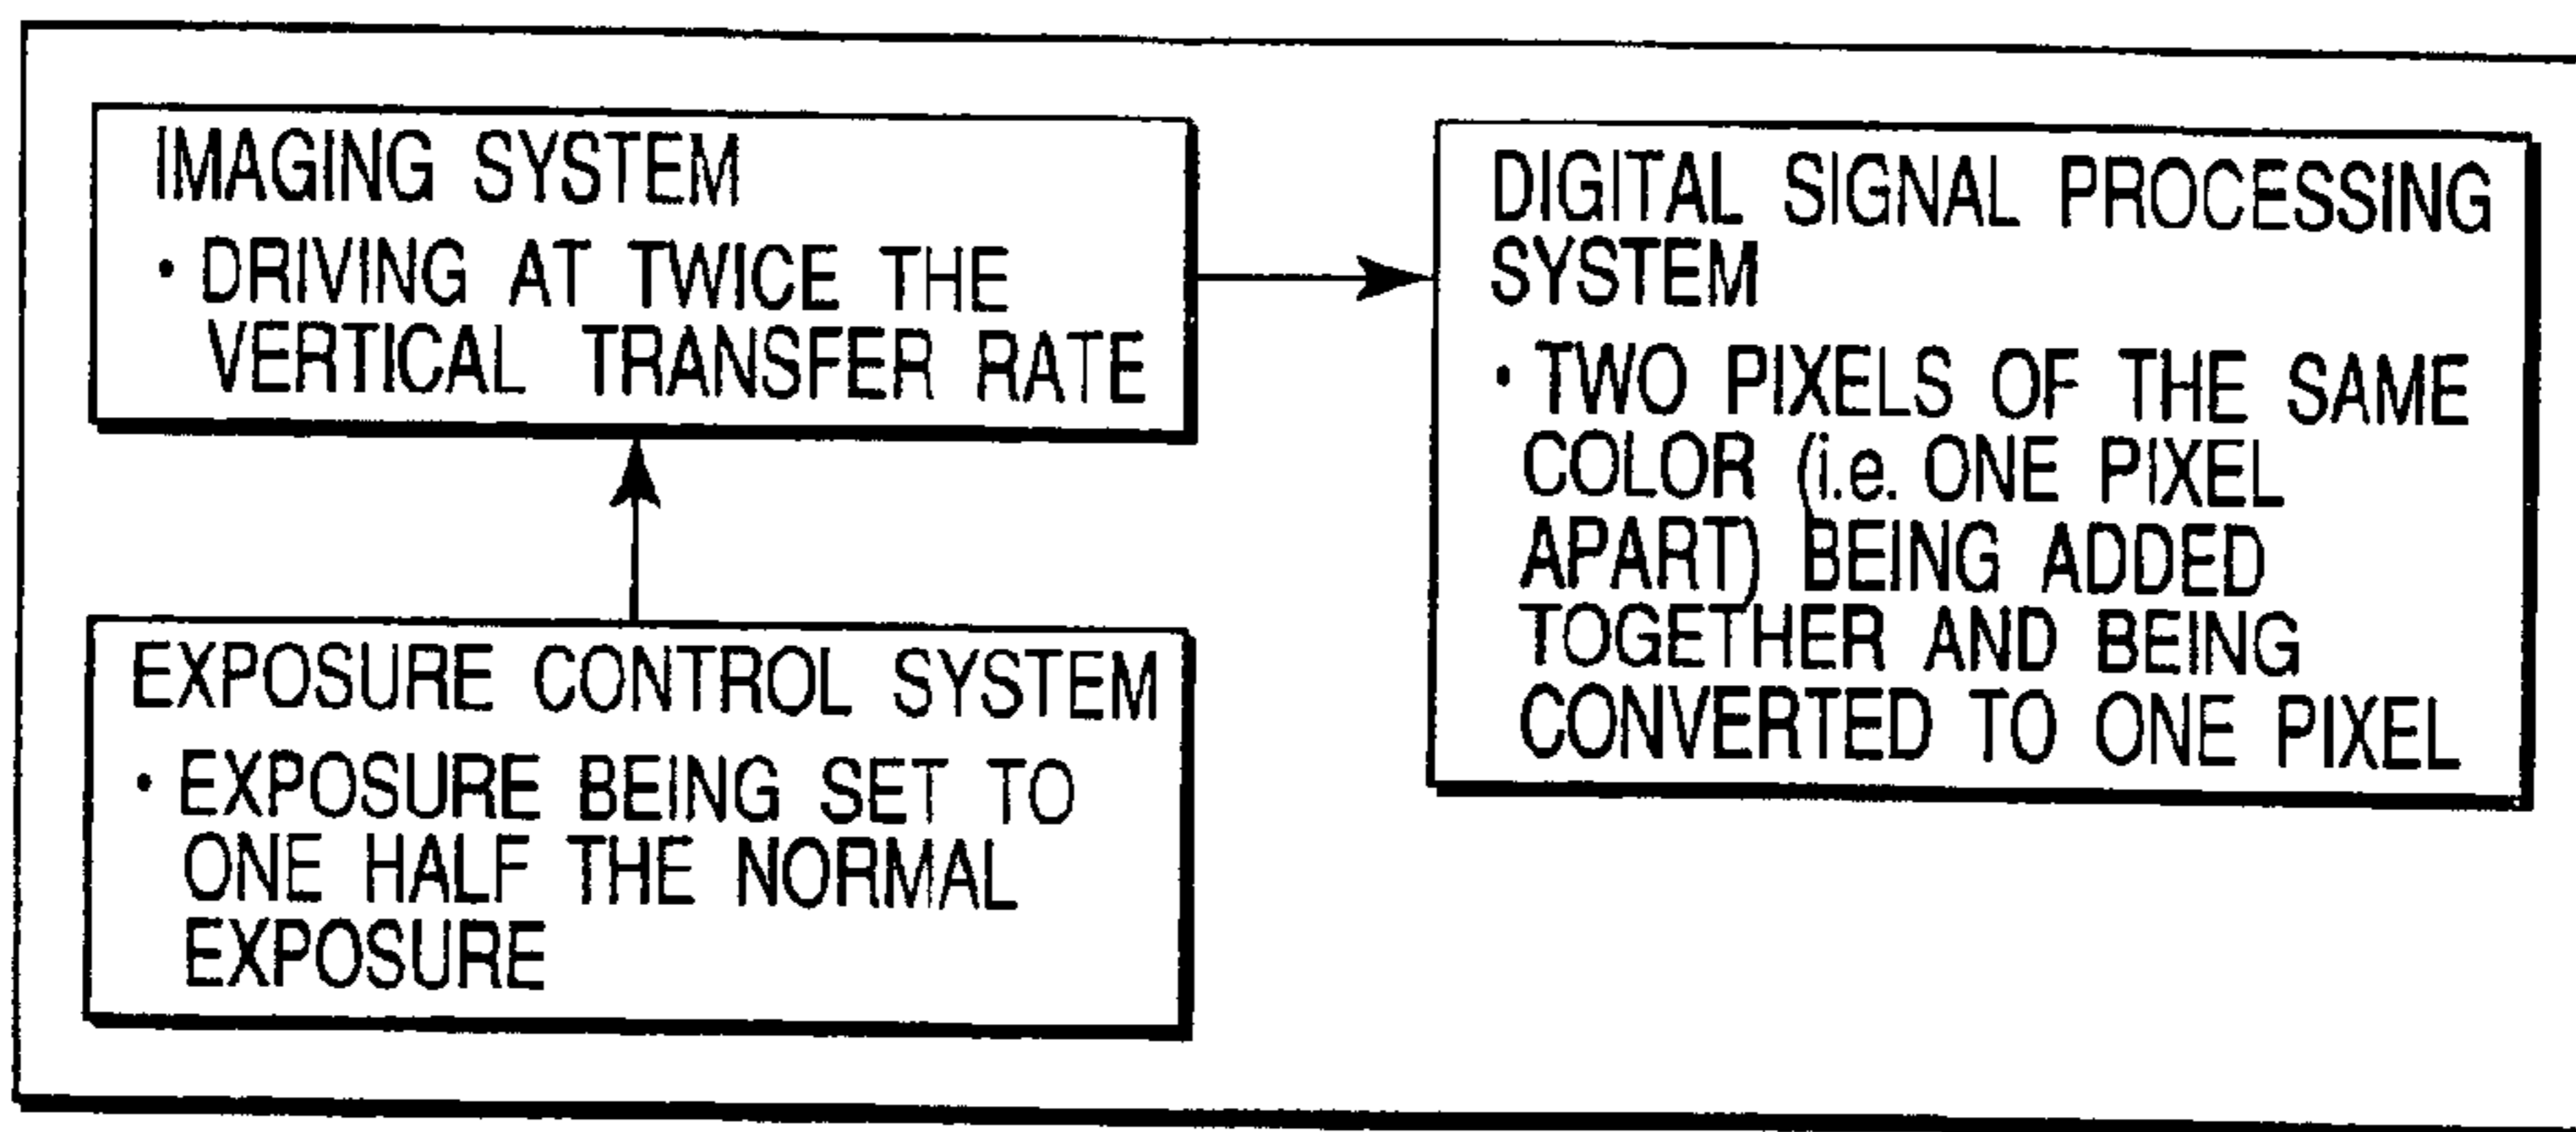 IMAGING SYSTEM
• DRIVING AT TWICE THE
VERTICAL TRANSFER RATE
EXPOSURE CONTROL SYSTEM
• EXPOSURE BEING SET TO
ONE HALF THE NORMAL
EXPOSURE
DIGITAL SIGNAL PROCESSING
SYSTEM
• TWO PIXELS OF THE SAME
COLOR (i.e. ONE PIXEL
APART) BEING ADDED
TOGETHER AND BEING
CONVERTED TO ONE PIXEL